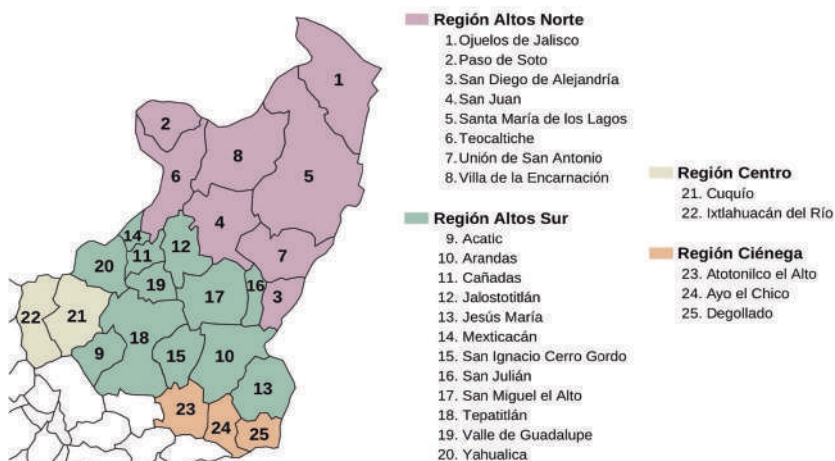 Región Altos Norte
1. Ojuelos de Jalisco
2. Paso de Soto
3. San Diego de Alejandría
4. San Juan
5. Santa María de los Lagos
6. Teocaltiche
7. Unión de San Antonio
8. Villa de la Encarnación
Región Altos Sur
9. Acatic
10. Arandas
11. Cañadas
12. Jalostotitlán
13. Jesús María
14. Mexticacán
15. San Ignacio Cerro Gordo
16. San Julián
17. San Miguel el Alto
18. Tepatitlán
19. Valle de Guadalupe
20. Yahualica
Región Centro
21. Cuquío
22. Ixtlahuacán del Río
Región Ciénega
23. Atotonilco el Alto
24. Ayo el Chico
25. Degollado
1
2
8
6
5
4
14
12
11
7
20
19
16
17
3
22
21
18
9
15
10
13
23
24
25